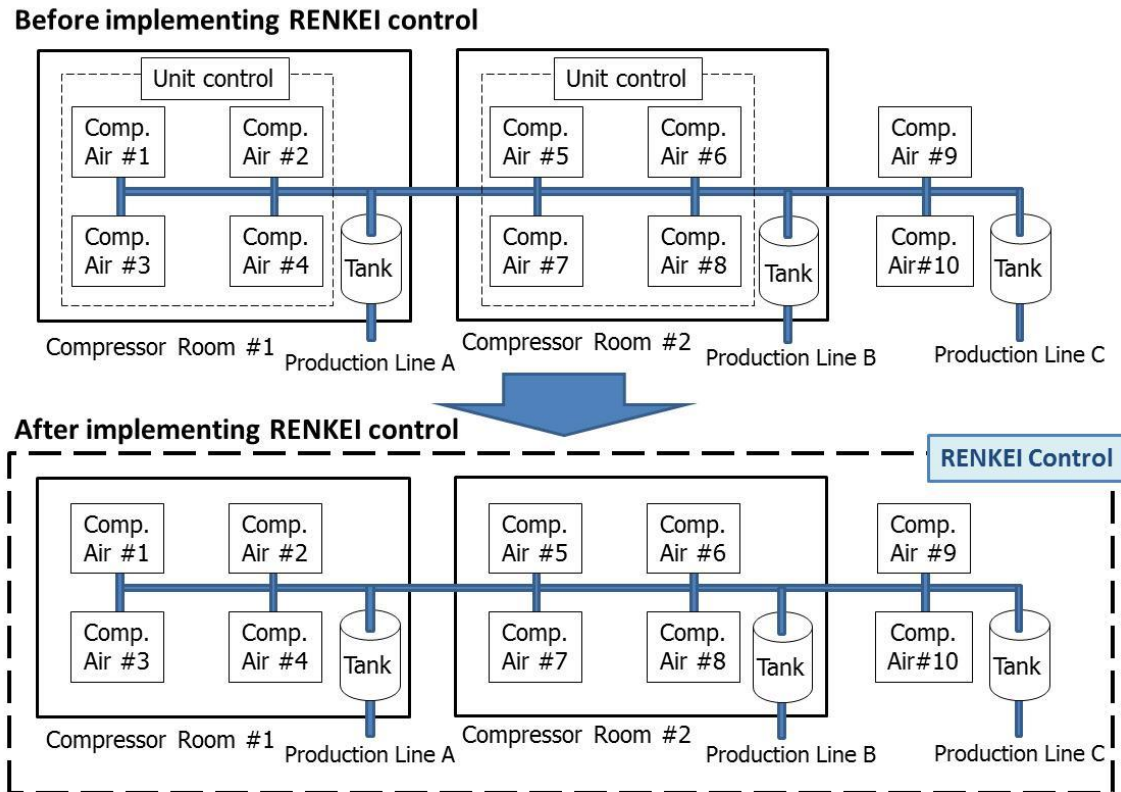 Before implementing RENKEI control
Unit control
Unit control
Comp.
Air #1
Comp.
Air #2
Comp.
Air #5
Comp.
Air #6
Comp.
Air #9
Comp.
Air #3
Comp.
Air #4
Tank
Comp.
Air #7
Comp.
Air #8
Tank
Comp.
Air#10
Tank
Compressor Room #1
Production Line A
Compressor Room #2
Production Line B
Production Line C
After implementing RENKEI control
RENKEI Control
Comp.
Air #1
Comp.
Air #2
Comp.
Air #5
Comp.
Air #6
Comp.
Air #9
Comp.
Air #3
Comp.
Air #4
Tank
Comp.
Air #7
Comp.
Air #8
Tank
Comp.
Air#10
Tank
Compressor Room #1
Production Line A
Compressor Room #2
Production Line B
Production Line C